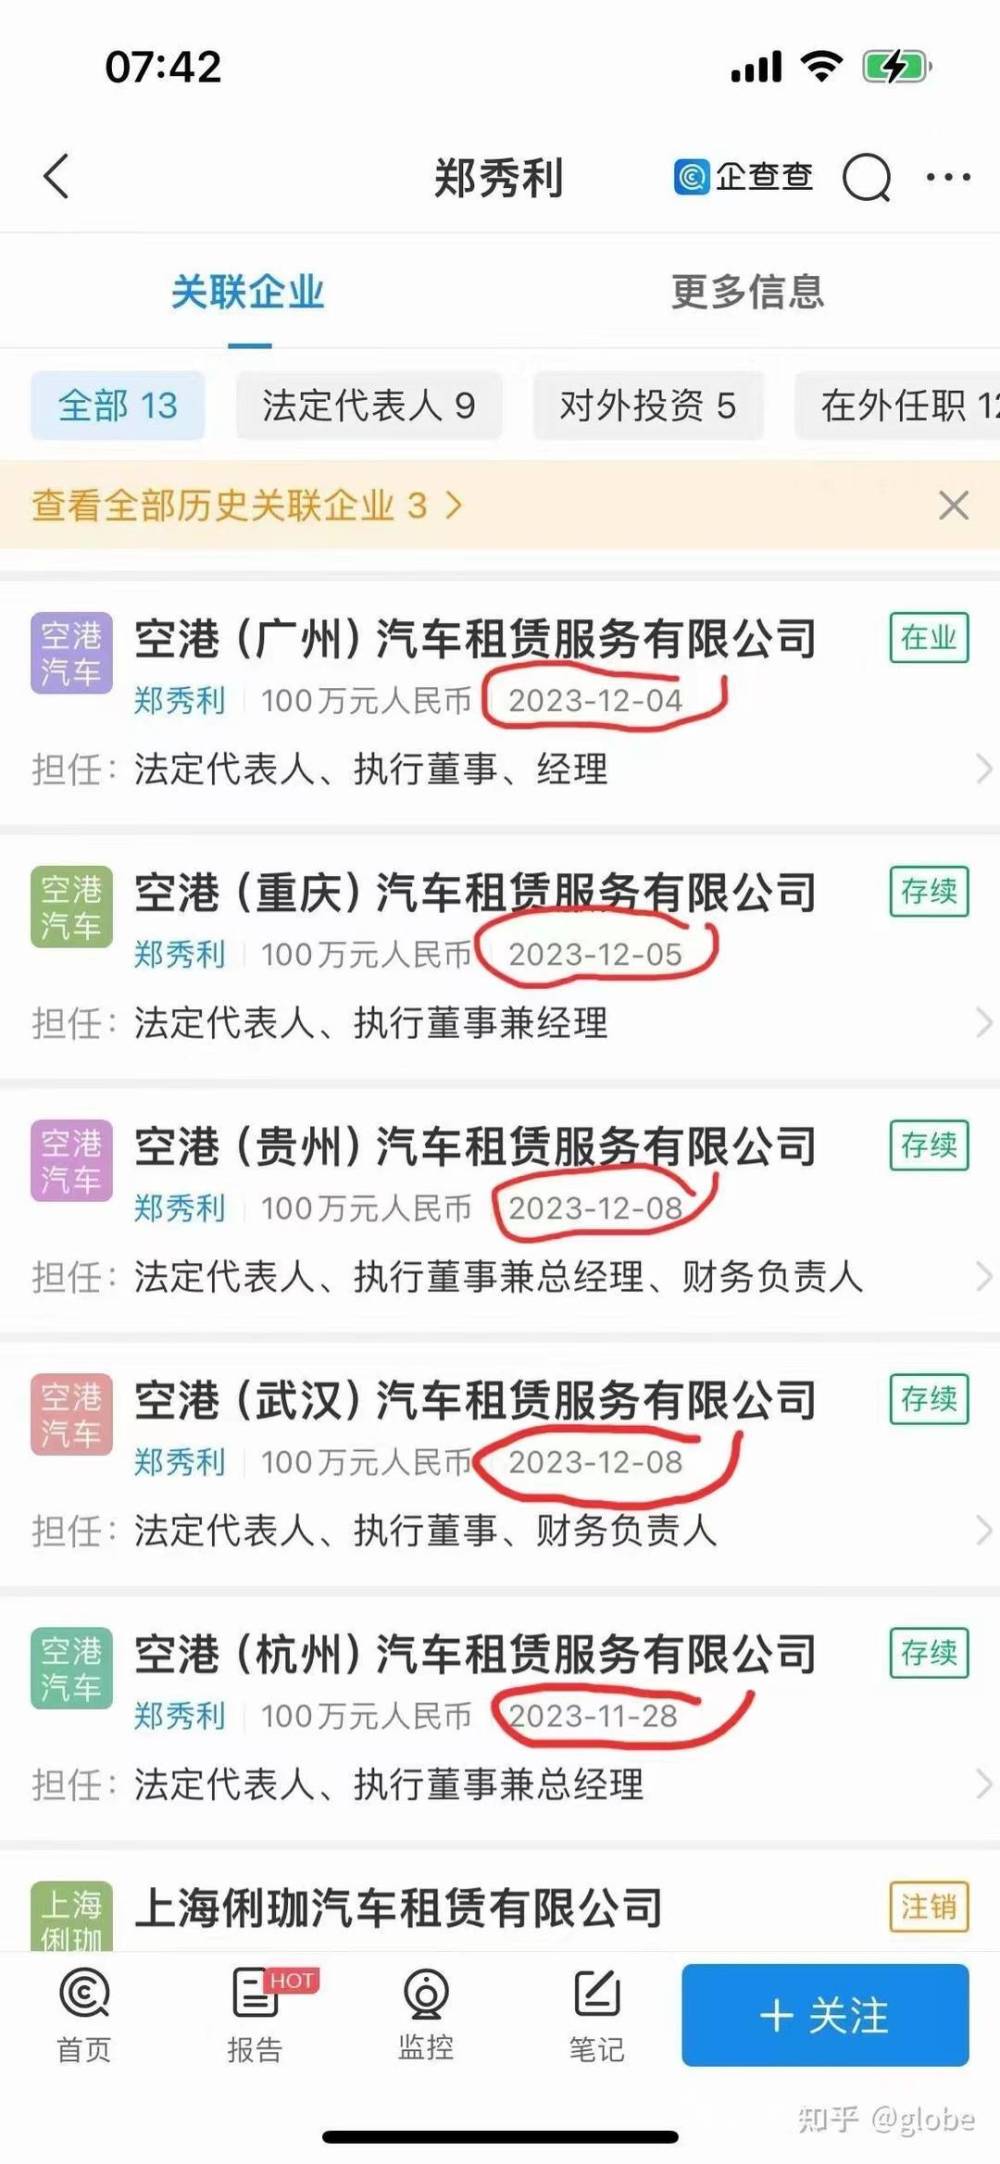 07:42
郑秀利
企查查
关联企业
更多信息
全部 13
法定代表人 9
对外投资 5
在外任职 12
查看全部历史关联企业 3
空港
汽车
空港（广州）汽车租赁服务有限公司
在业
郑秀利 100万元人民币 2023-12-04
担任：法定代表人、执行董事、经理
空港
汽车
空港（重庆）汽车租赁服务有限公司
存续
郑秀利 100万元人民币 2023-12-05
担任：法定代表人、执行董事兼经理
空港
汽车
空港（贵州）汽车租赁服务有限公司
存续
郑秀利 100万元人民币 2023-12-08
担任：法定代表人、执行董事兼总经理、财务负责人
空港
汽车
空港（武汉）汽车租赁服务有限公司
存续
郑秀利 100万元人民币 2023-12-08
担任：法定代表人、执行董事、财务负责人
空港
汽车
空港（杭州）汽车租赁服务有限公司
存续
郑秀利 100万元人民币 2023-11-28
担任：法定代表人、执行董事兼总经理
上海
俐珈
上海俐珈汽车租赁有限公司
注销
首页
报告
HOT
监控
笔记
+ 关注
知乎 @globe